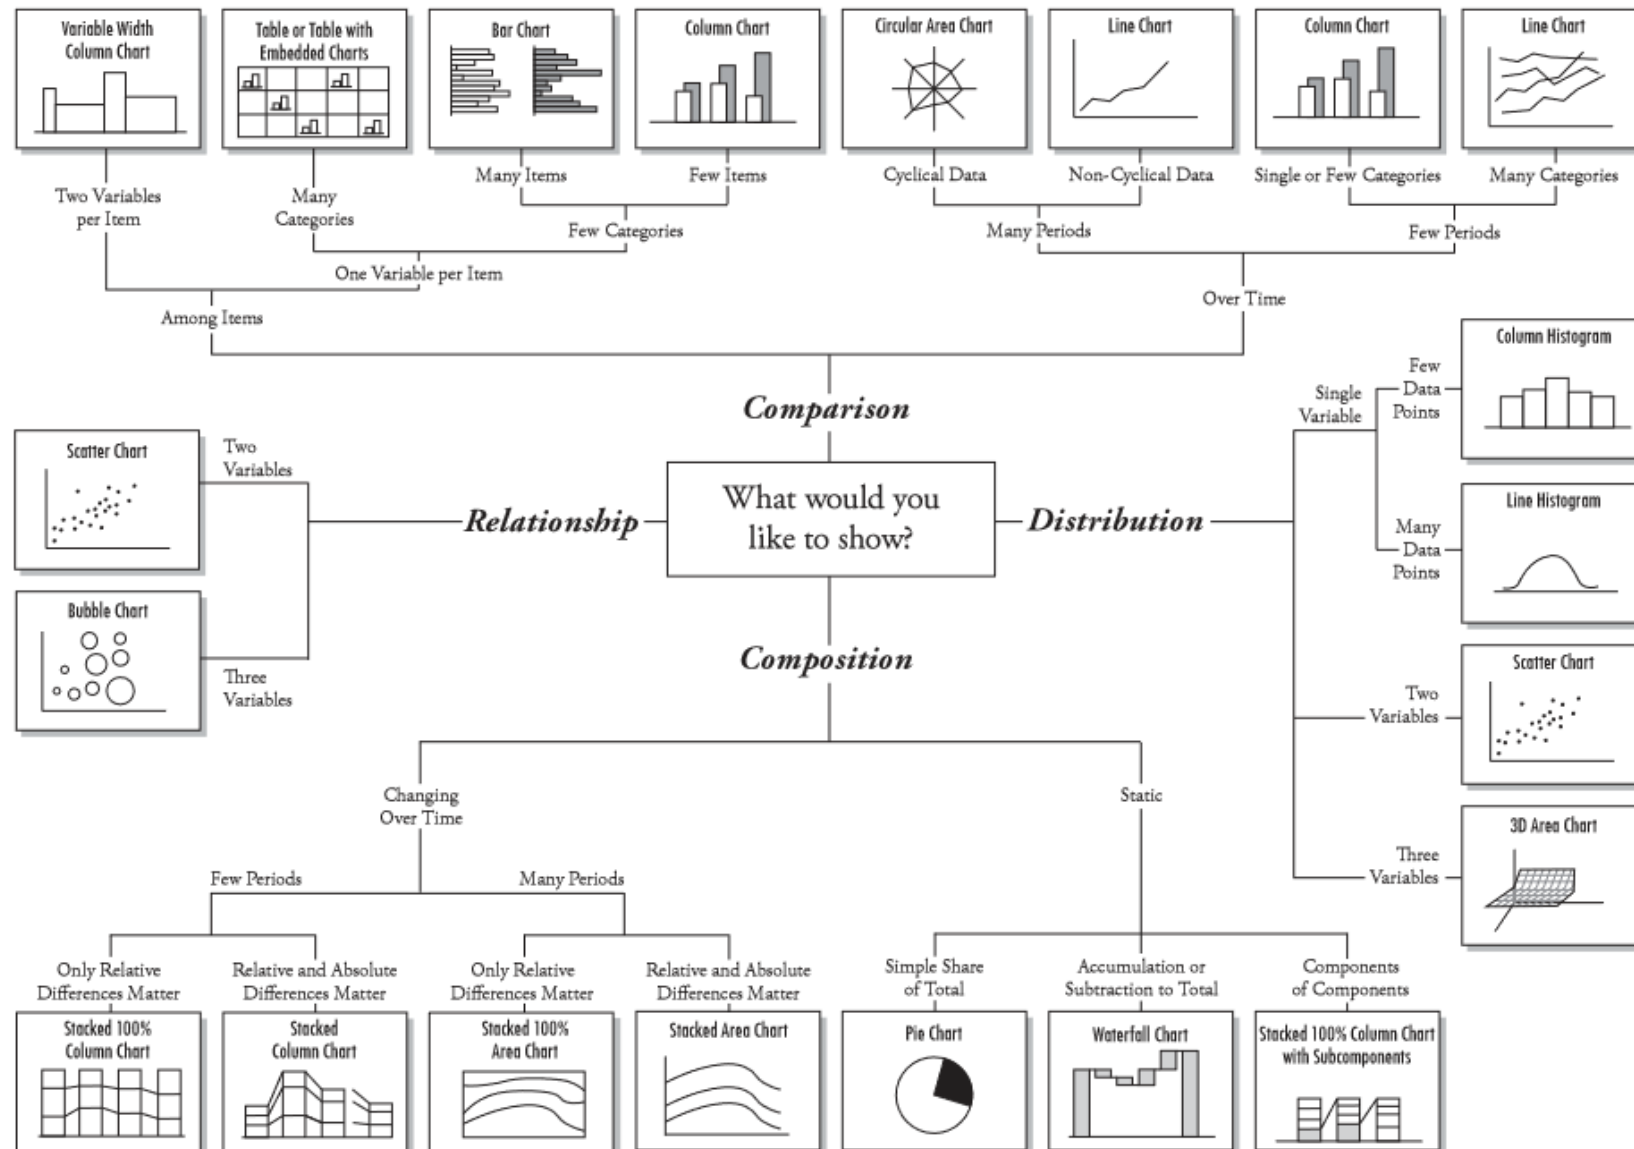 Variable Width
Column Chart
Table or Table with
Embedded Charts
Bar Chart
Column Chart
Circular Area Chart
Line Chart
Column Chart
Line Chart
Two Variables
per Item
Many
Categories
Many Items
Few Items
Cyclical Data
Non-Cyclical Data
Single or Few Categories
Many Categories
Few Categories
Many Periods
Few Periods
One Variable per Item
Among Items
Over Time
Comparison
What would you
like to show?
Relationship
Two
Variables
Scatter Chart
Three
Variables
Bubble Chart
Distribution
Single
Variable
Few
Data
Points
Column Histogram
Many
Data
Points
Line Histogram
Two
Variables
Scatter Chart
Three
Variables
3D Area Chart
Composition
Changing
Over Time
Static
Few Periods
Many Periods
Only Relative
Differences Matter
Relative and Absolute
Differences Matter
Only Relative
Differences Matter
Relative and Absolute
Differences Matter
Simple Share
of Total
Accumulation or
Subtraction to Total
Components
of Components
Stacked 100%
Column Chart
Stacked
Column Chart
Stacked 100%
Area Chart
Stacked Area Chart
Pie Chart
Waterfall Chart
Stacked 100% Column Chart
with Subcomponents